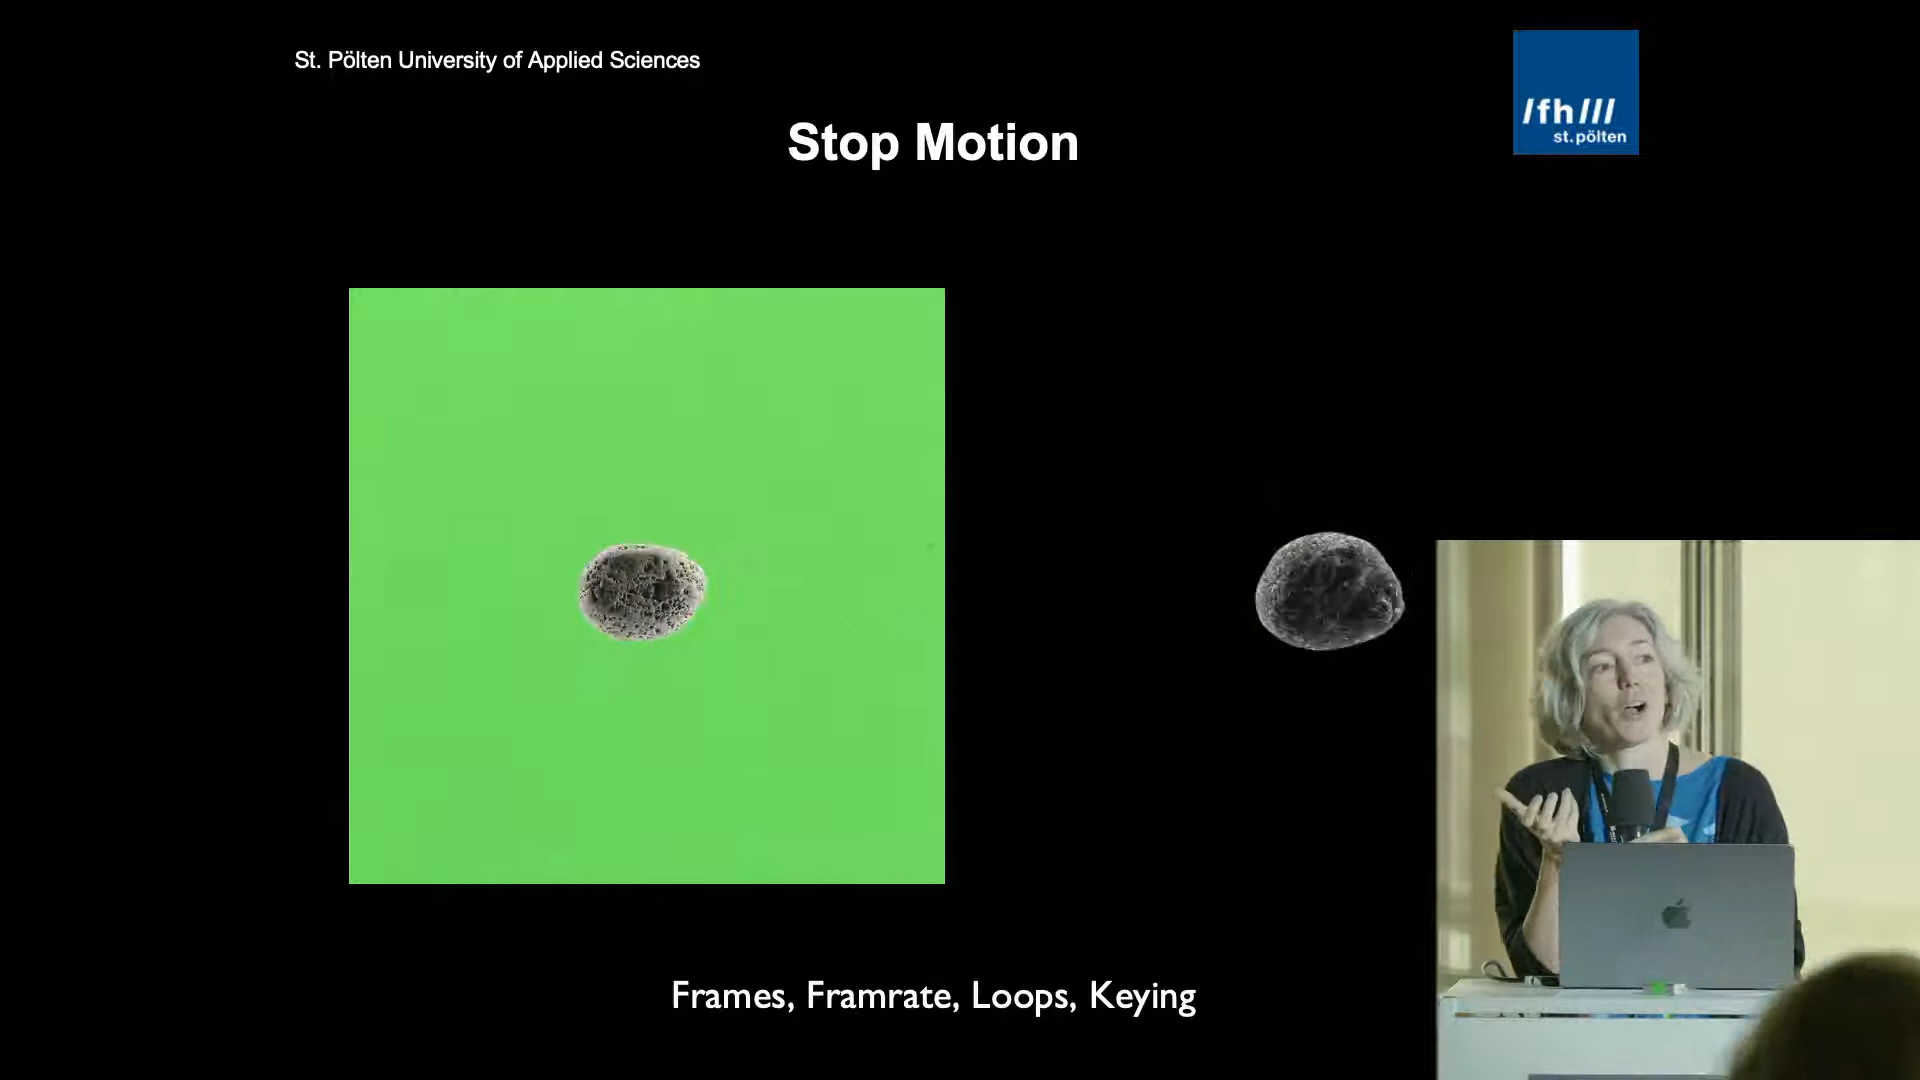 St. Pölten University of Applied Sciences
/fh///
st.pölten
Stop Motion
Frames, Framrate, Loops, Keying